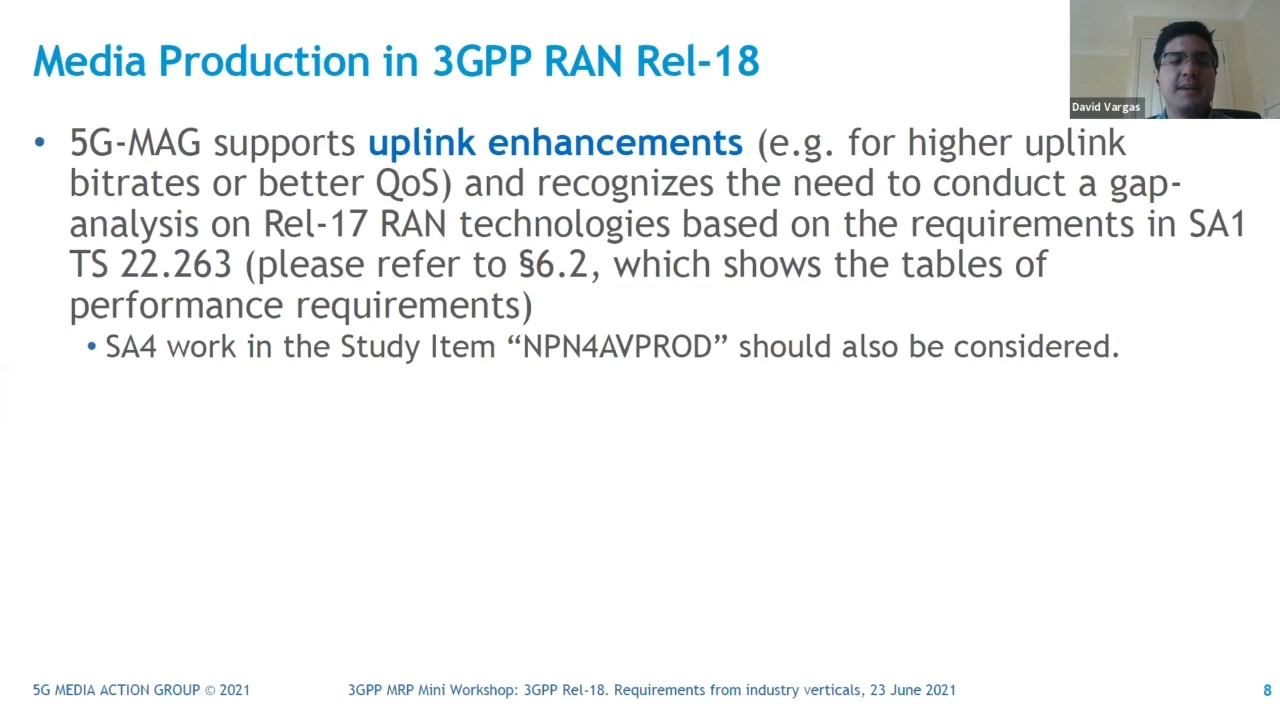 Media Production in 3GPP RAN Rel-18
David Vargas
• 5G-MAG supports uplink enhancements (e.g. for higher uplink
bitrates or better QoS) and recognizes the need to conduct a gap-
analysis on Rel-17 RAN technologies based on the requirements in SA1
TS 22.263 (please refer to §6.2, which shows the tables of
performance requirements)
• SA4 work in the Study Item “NPN4AVPROD” should also be considered.
5G MEDIA ACTION GROUP © 2021
3GPP MRP Mini Workshop: 3GPP Rel-18. Requirements from industry verticals, 23 June 2021
8